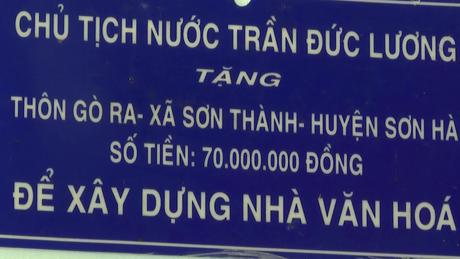 CHỦ TỊCH NƯỚC TRẦN ĐỨC LƯƠNG
TẶNG
THÔN GÒ RA- XÃ SƠN THÀNH- HUYỆN SƠN HÀ
SỐ TIỀN: 70.000.000 ĐỒNG
ĐỂ XÂY DỰNG NHÀ VĂN HOÁ